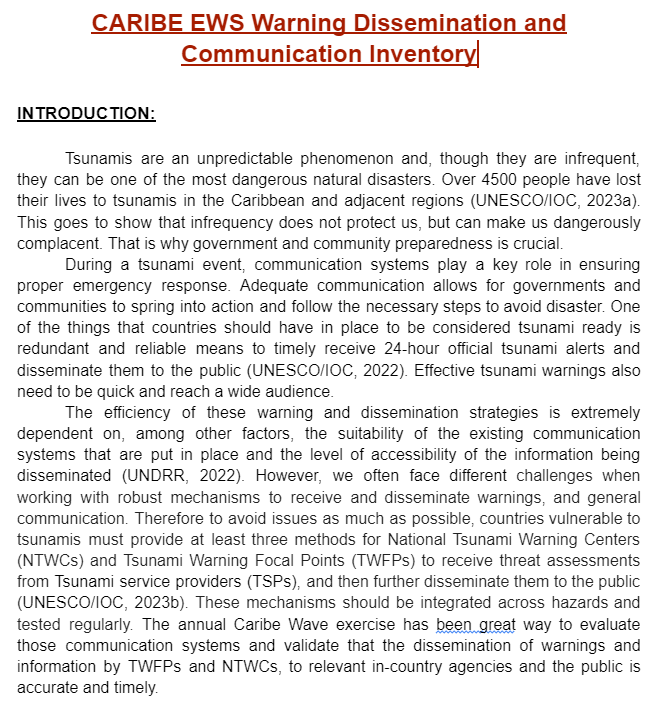 CARIBE EWS Warning Dissemination and
Communication Inventory
INTRODUCTION:
Tsunamis are an unpredictable phenomenon and, though they are infrequent,
they can be one of the most dangerous natural disasters. Over 4500 people have lost
their lives to tsunamis in the Caribbean and adjacent regions (UNESCO/IOC, 2023a).
This goes to show that infrequency does not protect us, but can make us dangerously
complacent. That is why government and community preparedness is crucial.
During a tsunami event, communication systems play a key role in ensuring
proper emergency response. Adequate communication allows for governments and
communities to spring into action and follow the necessary steps to avoid disaster. One
of the things that countries should have in place to be considered tsunami ready is
redundant and reliable means to timely receive 24-hour official tsunami alerts and
disseminate them to the public (UNESCO/IOC, 2022). Effective tsunami warnings also
need to be quick and reach a wide audience.
The efficiency of these warning and dissemination strategies is extremely
dependent on, among other factors, the suitability of the existing communication
systems that are put in place and the level of accessibility of the information being
disseminated (UNDRR, 2022). However, we often face different challenges when
working with robust mechanisms to receive and disseminate warnings, and general
communication. Therefore to avoid issues as much as possible, countries vulnerable to
tsunamis must provide at least three methods for National Tsunami Warning Centers
(NTWCs) and Tsunami Warning Focal Points (TWFPs) to receive threat assessments
from Tsunami service providers (TSPs), and then further disseminate them to the public
(UNESCO/IOC, 2023b). These mechanisms should be integrated across hazards and
tested regularly. The annual Caribe Wave exercise has been great way to evaluate
those communication systems and validate that the dissemination of warnings and
information by TWFPs and NTWCs, to relevant in-country agencies and the public is
accurate and timely.